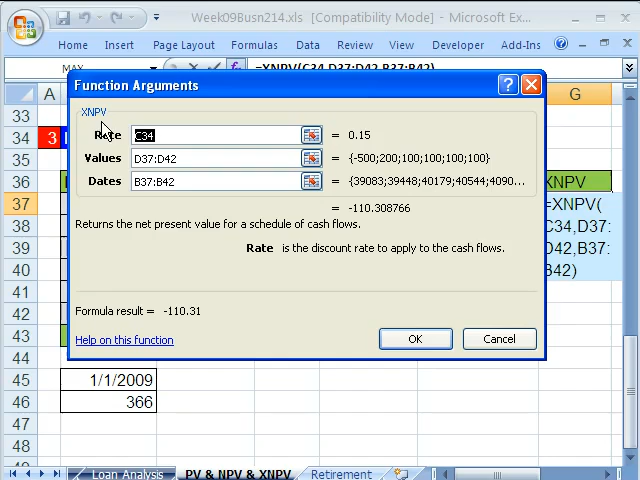 Week09Busn214.xls [Compatibility Mode] - Microsoft Ex...
Home Insert Page Layout Formulas Data Review View Developer Add-Ins
=XNPV(C34,D37:D42,B37:B42)
Function Arguments
XNPV
Rate C34 = 0.15
Values D37:D42 = {-500;200;100;100;100;100}
Dates B37:B42 = {39083;39448;40179;40544;4090...
= -110.308766
Returns the net present value for a schedule of cash flows.
Rate is the discount rate to apply to the cash flows.
Formula result = -110.31
Help on this function
OK Cancel
A G
33
34 3
35
36 XNPV
37 =XNPV(
38 C34,D37:
39 D42,B37:
40 B42)
41
42
43
44
45 1/1/2009
46 366
47
48
Loan Analysis PV & NPV & XNPV Retirement